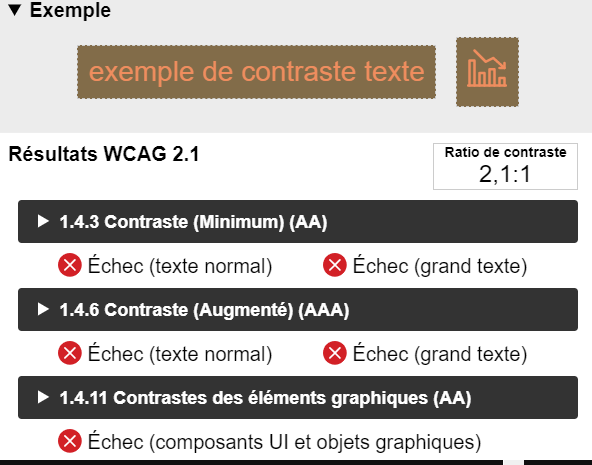 Exemple
exemple de contraste texte
Résultats WCAG 2.1
Ratio de contraste
2,1:1
1.4.3 Contraste (Minimum) (AA)
Échec (texte normal) Échec (grand texte)
1.4.6 Contraste (Augmenté) (AAA)
Échec (texte normal) Échec (grand texte)
1.4.11 Contrastes des éléments graphiques (AA)
Échec (composants UI et objets graphiques)